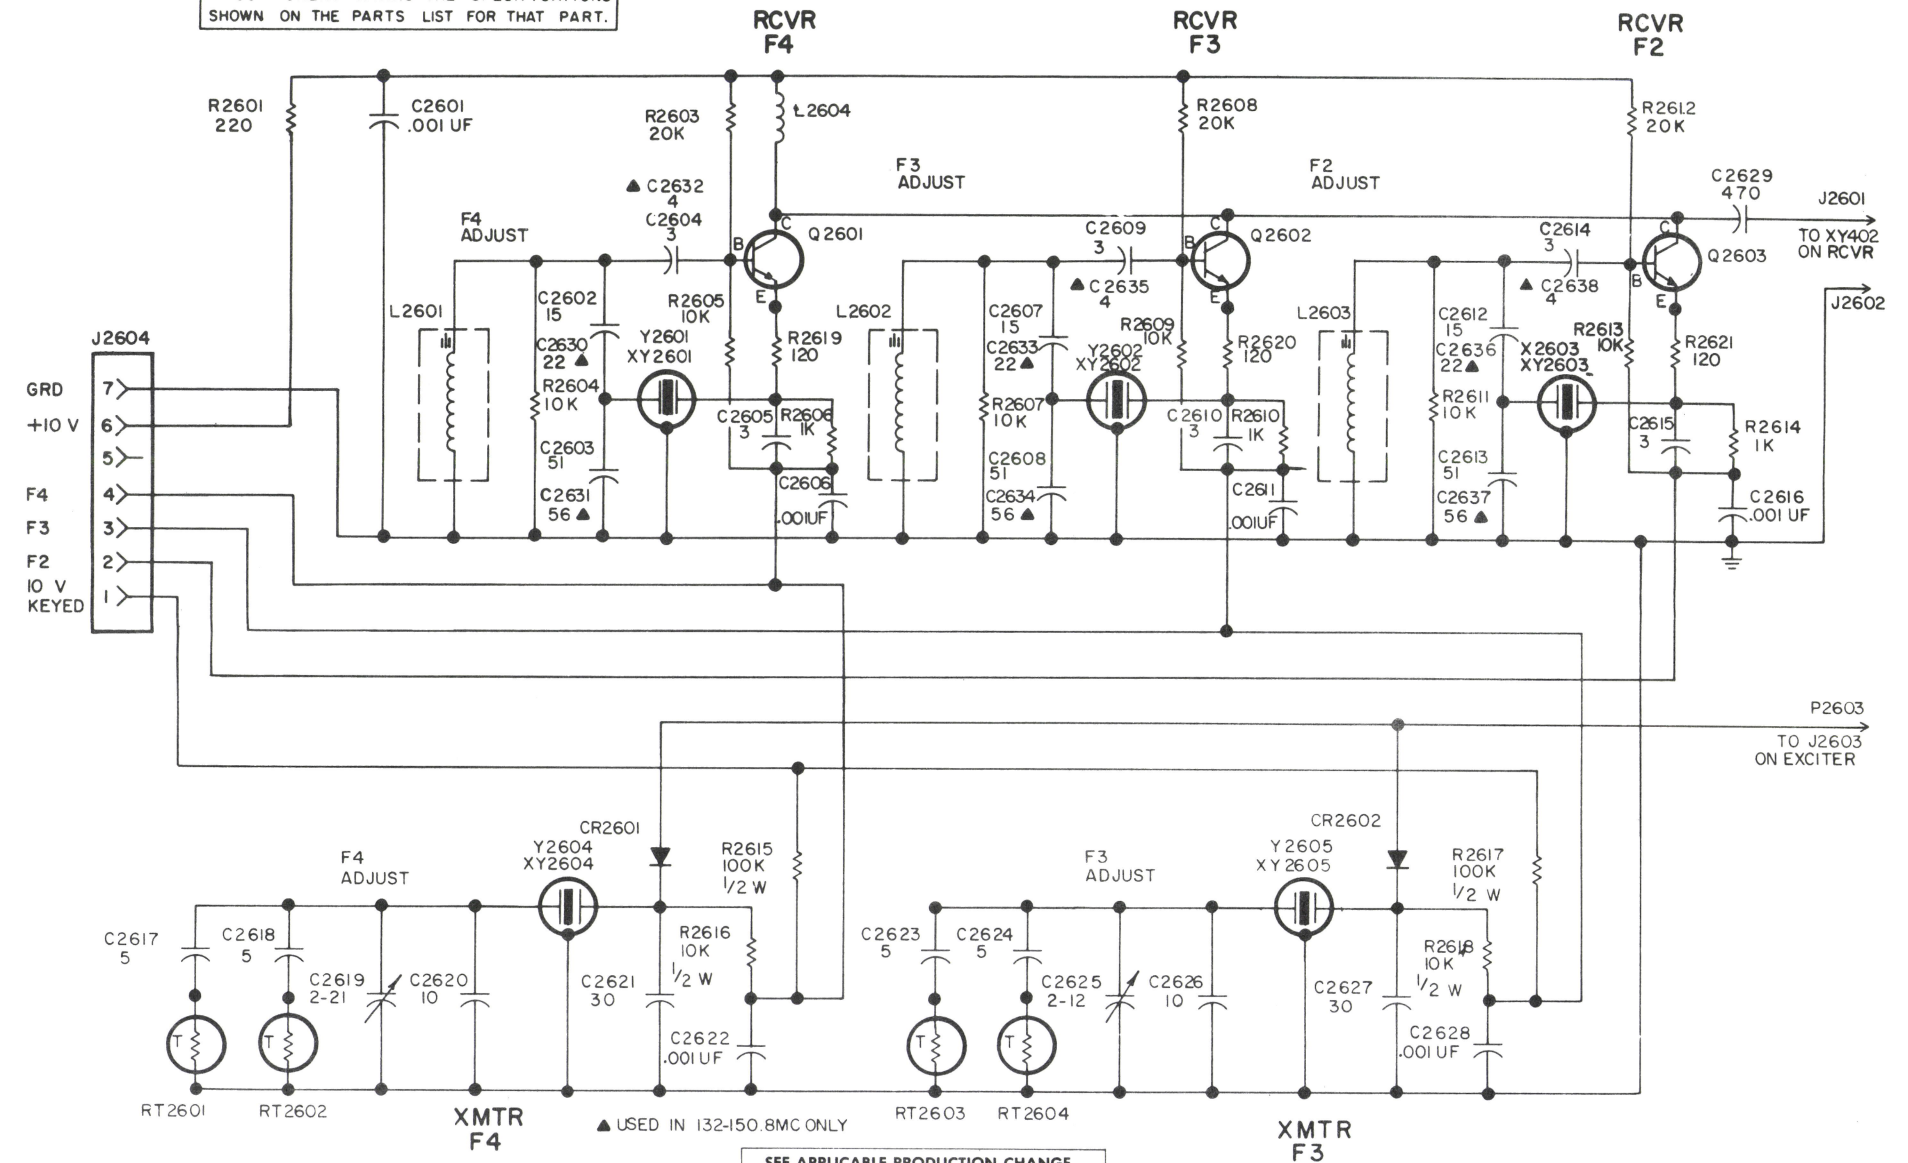 SHOWN ON THE PARTS LIST FOR THAT PART.
RCVR
F4
RCVR
F3
RCVR
F2
R2601
220
C2601
.001 UF
R2603
20K
L2604
R2608
20K
R2612
20K
F3
ADJUST
F2
ADJUST
C2629
470
J2601
TO XY402
ON RCVR
J2602
▲ C2632
4
C2604
3
F4
ADJUST
B
C
E
Q2601
C2609
3
▲ C2635
4
B
C
E
Q2602
C2614
3
▲ C2638
4
B
C
E
Q2603
L2601
C2602
15
C2630
22 ▲
R2604
10K
R2605
10K
Y2601
XY2601
R2619
120
L2602
C2607
15
C2633
22 ▲
R2607
10K
R2609
10K
Y2602
XY2602
R2620
120
L2603
C2612
15
C2636
22 ▲
R2611
10K
R2613
10K
X2603
XY2603
R2621
120
C2603
51
C2631
56 ▲
C2605
3
R2606
1K
C2606
.001UF
C2608
51
C2634
56 ▲
C2610
3
R2610
1K
C2611
.001UF
C2613
51
C2637
56 ▲
C2615
3
R2614
1K
C2616
.001 UF
J2604
GRD
7
+10 V
6
5
F4
4
F3
3
F2
2
10 V
KEYED
1
P2603
TO J2603
ON EXCITER
CR2601
Y2604
XY2604
F4
ADJUST
R2615
100K
1/2 W
CR2602
Y2605
XY2605
F3
ADJUST
R2617
100K
1/2 W
C2617
5
C2618
5
C2619
2-21
C2620
10
C2621
30
R2616
10K
1/2 W
C2622
.001 UF
C2623
5
C2624
5
C2625
2-12
C2626
10
C2627
30
R2618
10K
1/2 W
C2628
.001 UF
T
T
T
T
RT2601
RT2602
XMTR
F4
▲ USED IN 132-150.8MC ONLY
RT2603
RT2604
XMTR
F3
SEE APPLICABLE PRODUCTION CHANGE